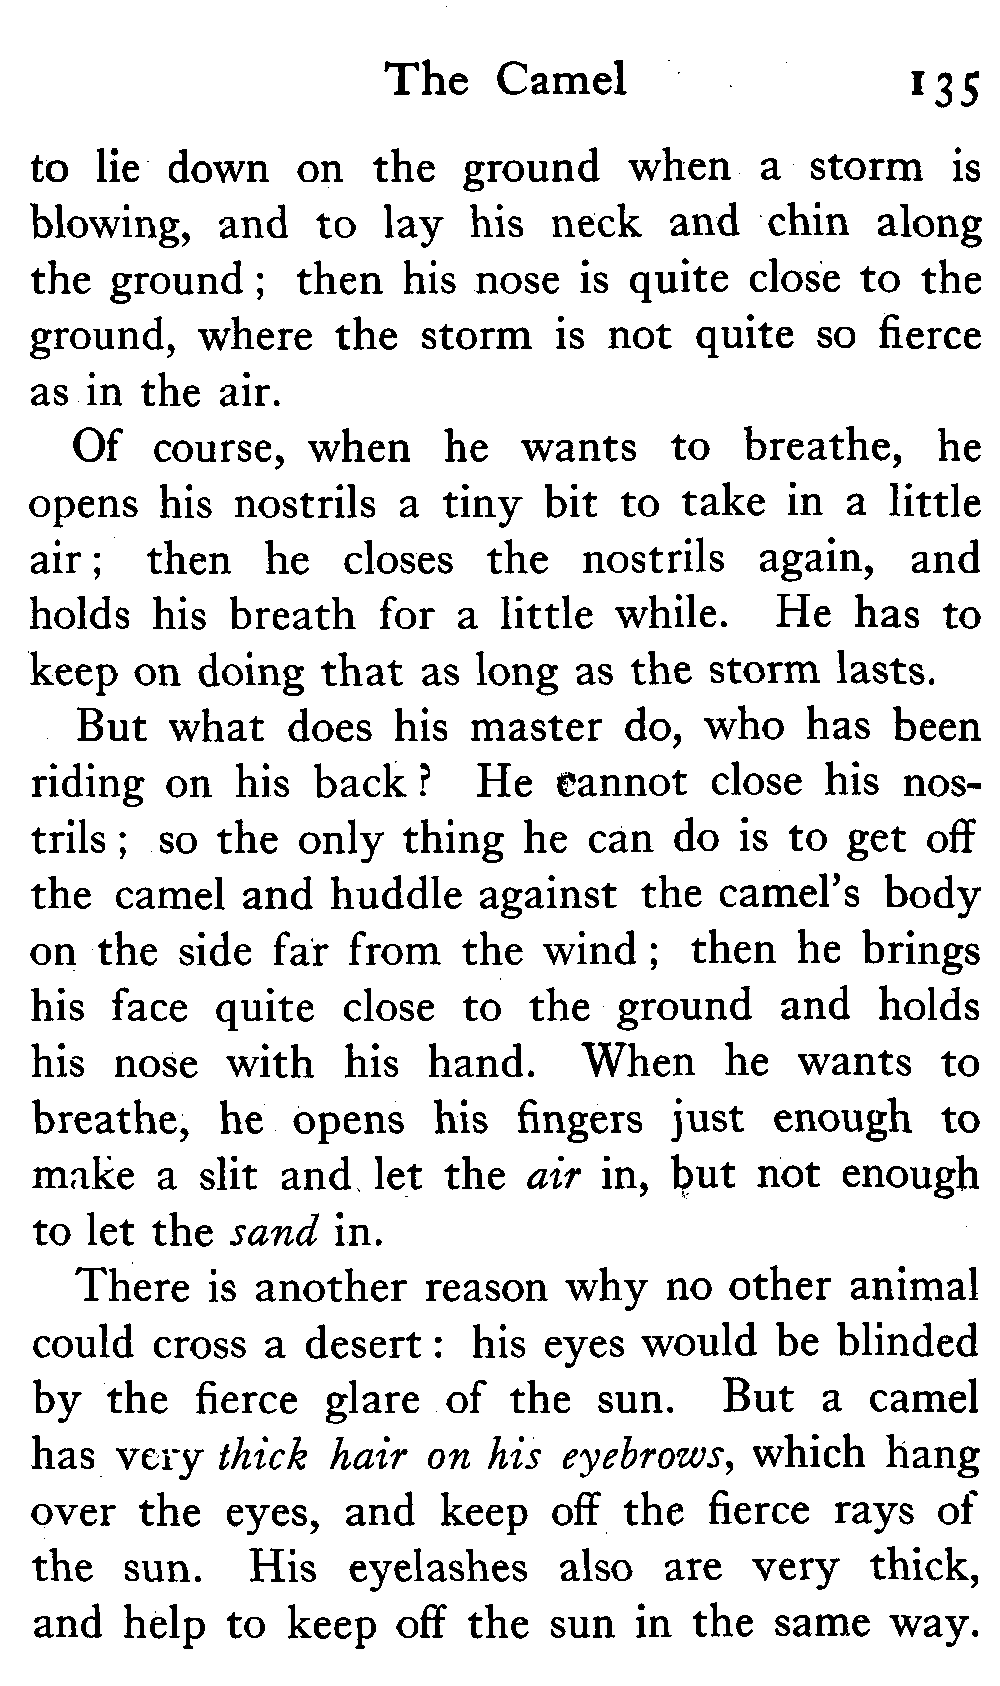 The Camel 135
to lie down on the ground when a storm is
blowing, and to lay his neck and chin along
the ground ; then his nose is quite close to the
ground, where the storm is not quite so fierce
as in the air.
Of course, when he wants to breathe, he
opens his nostrils a tiny bit to take in a little
air ; then he closes the nostrils again, and
holds his breath for a little while. He has to
keep on doing that as long as the storm lasts.
But what does his master do, who has been
riding on his back ? He cannot close his nos-
trils ; so the only thing he can do is to get off
the camel and huddle against the camel's body
on the side far from the wind ; then he brings
his face quite close to the ground and holds
his nose with his hand. When he wants to
breathe, he opens his fingers just enough to
make a slit and let the air in, but not enough
to let the sand in.
There is another reason why no other animal
could cross a desert : his eyes would be blinded
by the fierce glare of the sun. But a camel
has very thick hair on his eyebrows, which hang
over the eyes, and keep off the fierce rays of
the sun. His eyelashes also are very thick,
and help to keep off the sun in the same way.